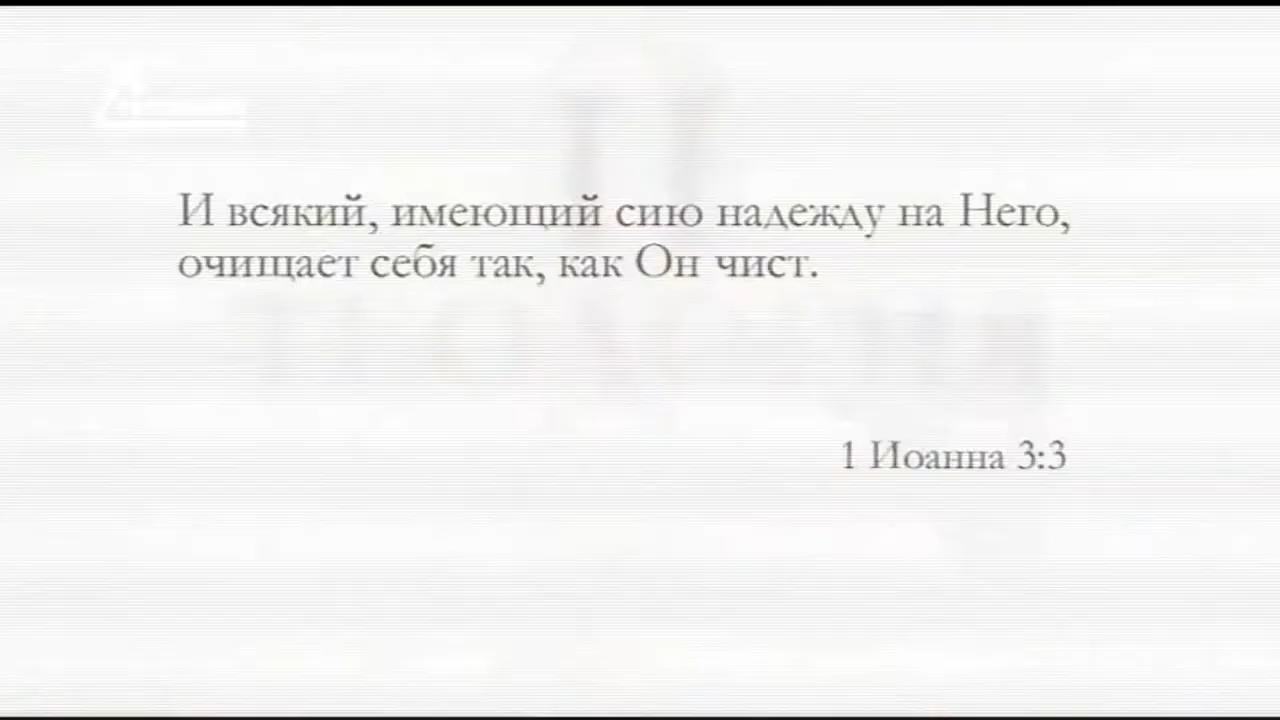 И всякий, имеющий сию надежду на Него,
очищает себя так, как Он чист.
1 Иоанна 3:3